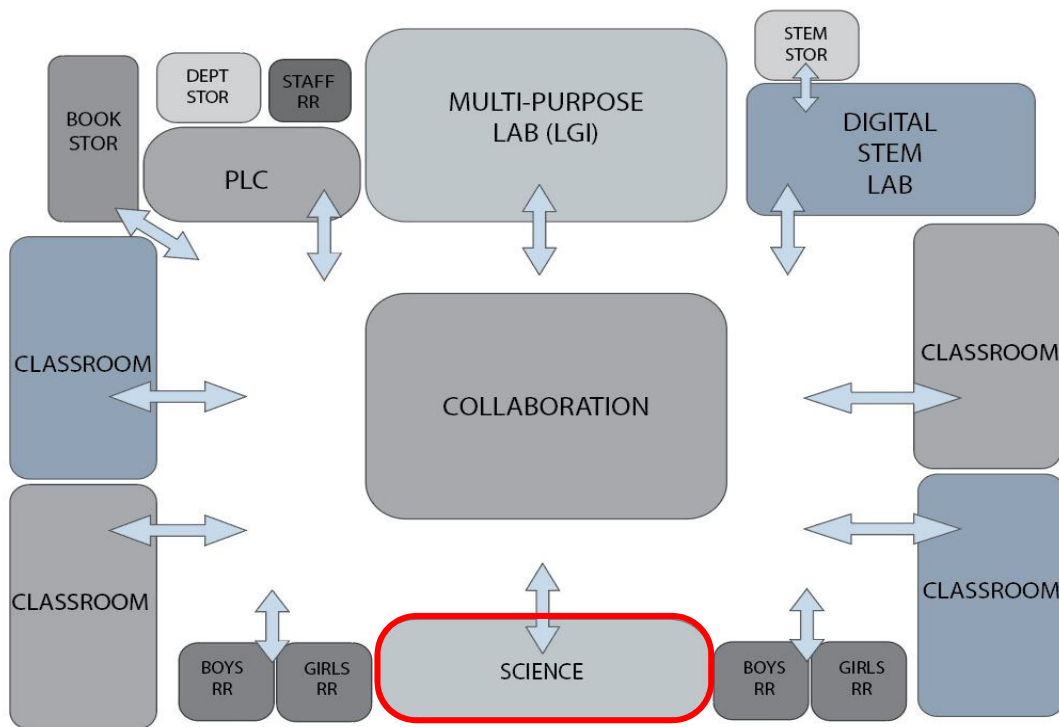 STEM
STOR
DEPT
STOR
STAFF
RR
BOOK
STOR
MULTI-PURPOSE
LAB (LGI)
DIGITAL
STEM
LAB
PLC
CLASSROOM
CLASSROOM
COLLABORATION
CLASSROOM
CLASSROOM
BOYS
RR
GIRLS
RR
SCIENCE
BOYS
RR
GIRLS
RR